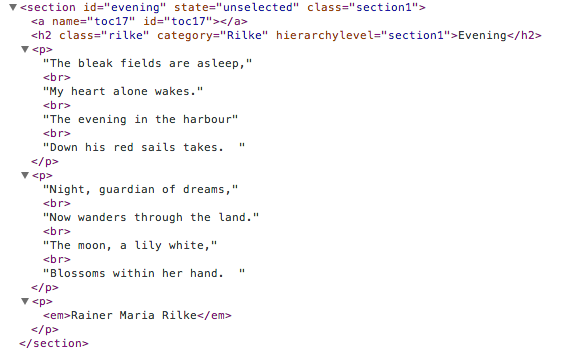 ▼<section id="evening" state="unselected" class="section1">
<a name="toc17" id="toc17"></a>
<h2 class="rilke" category="Rilke" hierarchylevel="section1">Evening</h2>
▼<p>
"The bleak fields are asleep,"
<br>
"My heart alone wakes."
<br>
"The evening in the harbour"
<br>
"Down his red sails takes.  "
</p>
▼<p>
"Night, guardian of dreams,"
<br>
"Now wanders through the land."
<br>
"The moon, a lily white,"
<br>
"Blossoms within her hand.  "
</p>
▼<p>
<em>Rainer Maria Rilke</em>
</p>
</section>